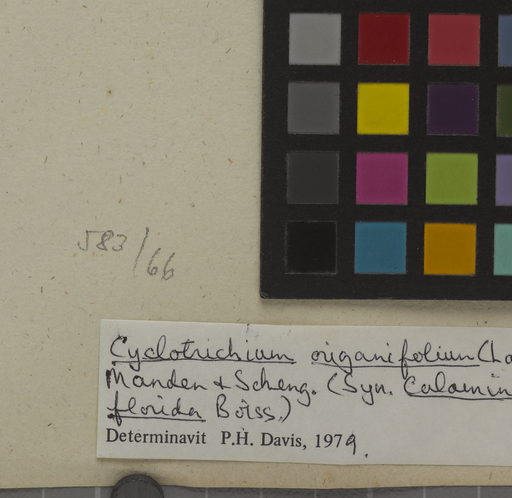 583/66
Cyclotrichium origanifolium (La
Manden & Scheng. (Syn. Calamin
florida Boiss.)
Determinavit P.H. Davis, 1979.